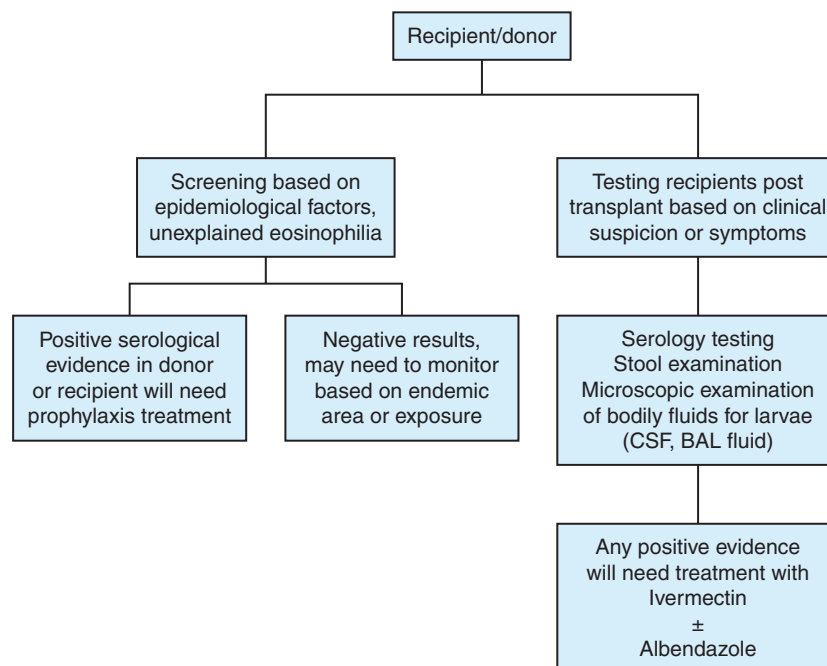 Recipient/donor
Screening based on
epidemiological factors,
unexplained eosinophilia
Testing recipients post
transplant based on clinical
suspicion or symptoms
Positive serological
evidence in donor
or recipient will need
prophylaxis treatment
Negative results,
may need to monitor
based on endemic
area or exposure
Serology testing
Stool examination
Microscopic examination
of bodily fluids for larvae
(CSF, BAL fluid)
Any positive evidence
will need treatment with
Ivermectin
±
Albendazole